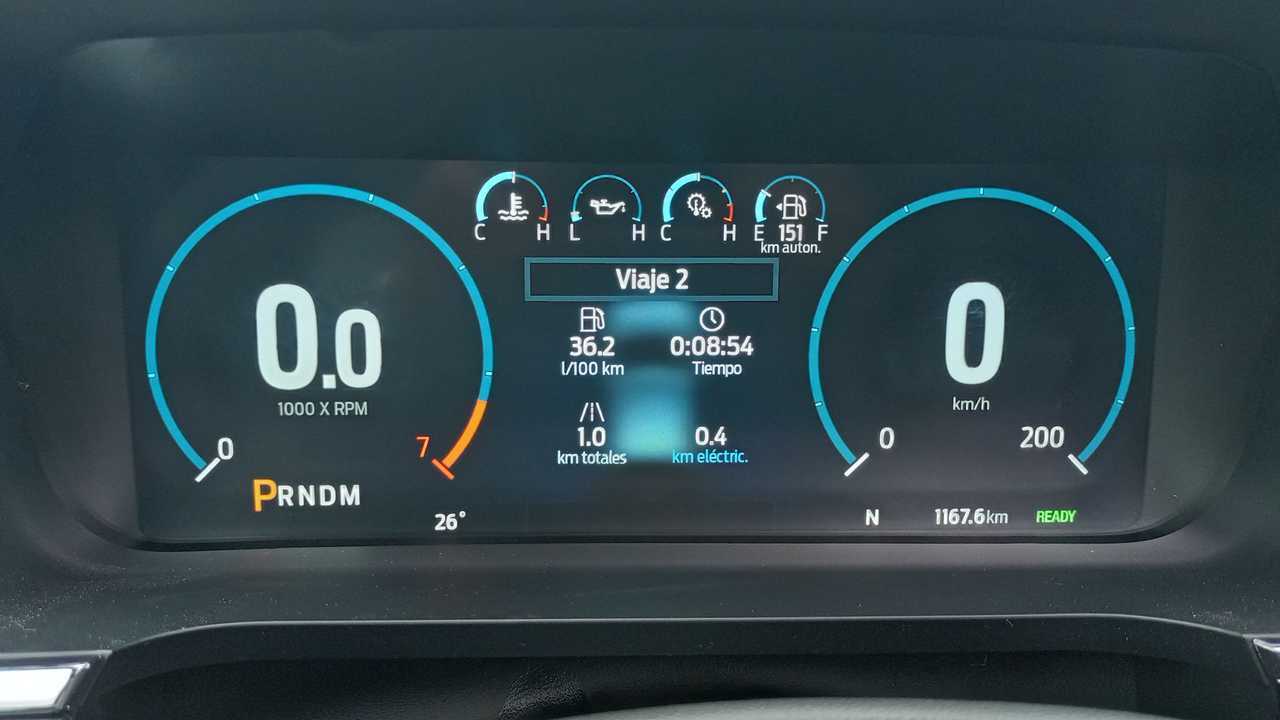 C H L H C H E 151 F
km auton.
Viaje 2
36.2
l/100 km
0:08:54
Tiempo
1.0
km totales
0.4
km eléctric.
0.0
1000 X RPM
0
7
PRNDM
26°
0
km/h
0
200
N 1167.6km READY